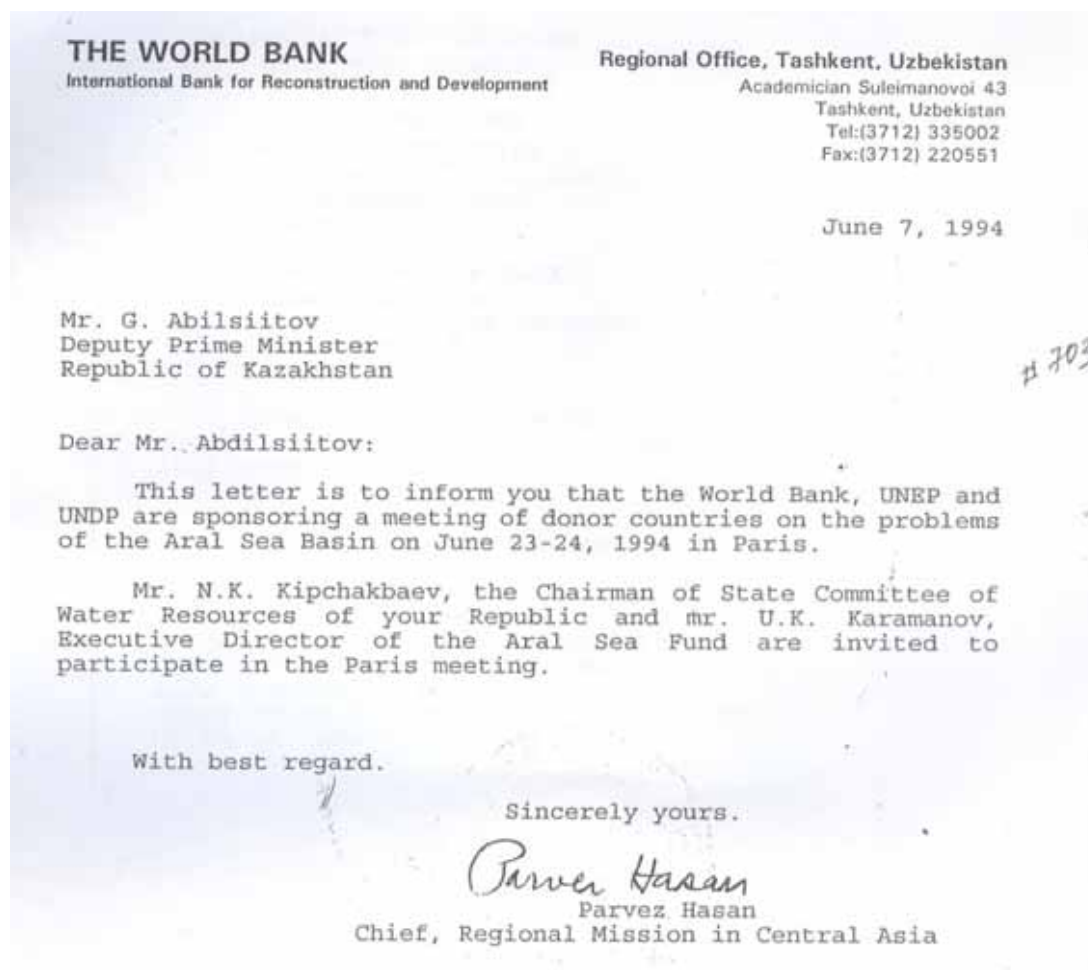 THE WORLD BANK
International Bank for Reconstruction and Development
Regional Office, Tashkent, Uzbekistan
Academician Suleimanovoi 43
Tashkent, Uzbekistan
Tel:(3712) 335002
Fax:(3712) 220551
June 7, 1994
Mr. G. Abilsiitov
Deputy Prime Minister
Republic of Kazakhstan
# 703
Dear Mr. Abdilsiitov:
This letter is to inform you that the World Bank, UNEP and
UNDP are sponsoring a meeting of donor countries on the problems
of the Aral Sea Basin on June 23-24, 1994 in Paris.
Mr. N.K. Kipchakbaev, the Chairman of State Committee of
Water Resources of your Republic and mr. U.K. Karamanov,
Executive Director of the Aral Sea Fund are invited to
participate in the Paris meeting.
With best regard.
Sincerely yours.
Parvez Hasan
Parvez Hasan
Chief, Regional Mission in Central Asia